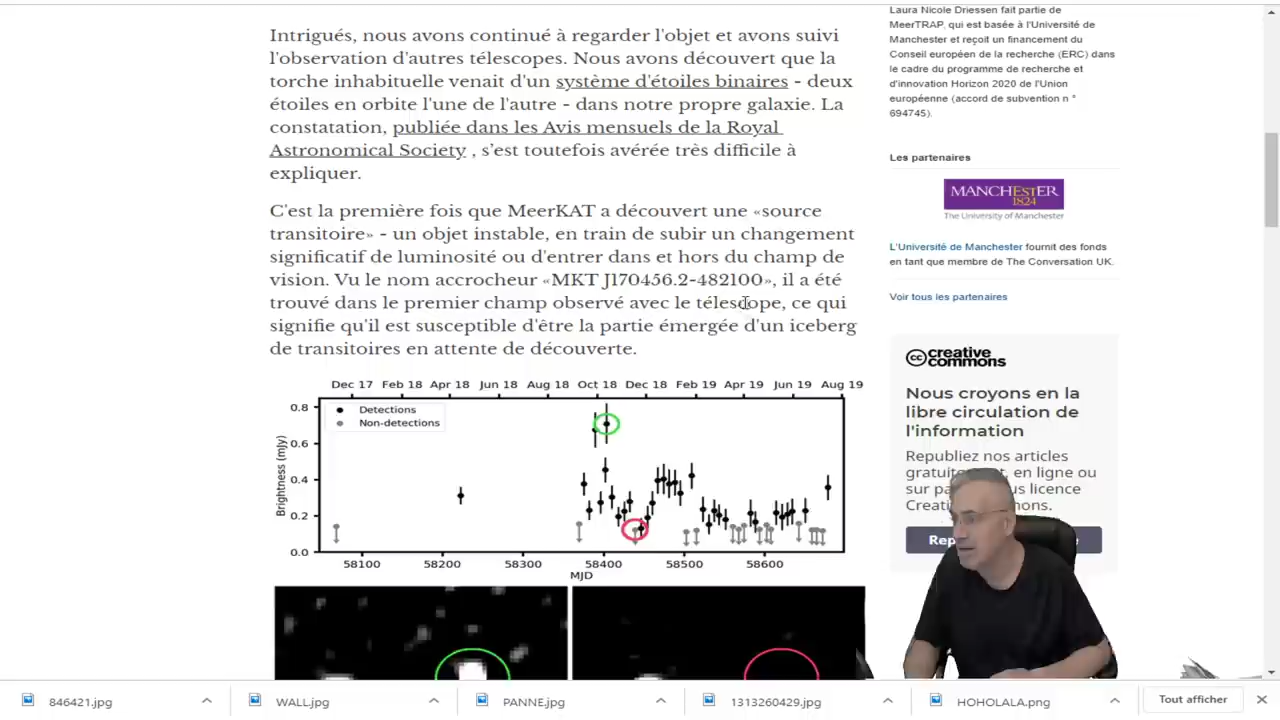 Intrigués, nous avons continué à regarder l'objet et avons suivi
l'observation d'autres télescopes. Nous avons découvert que la
torche inhabituelle venait d'un système d'étoiles binaires - deux
étoiles en orbite l'une de l'autre - dans notre propre galaxie. La
constatation, publiée dans les Avis mensuels de la Royal
Astronomical Society , s’est toutefois avérée très difficile à
expliquer.
C'est la première fois que MeerKAT a découvert une «source
transitoire» - un objet instable, en train de subir un changement
significatif de luminosité ou d'entrer dans et hors du champ de
vision. Vu le nom accrocheur «MKT J170456.2-482100», il a été
trouvé dans le premier champ observé avec le télescope, ce qui
signifie qu'il est susceptible d'être la partie émergée d'un iceberg
de transitoires en attente de découverte.
Dec 17 Feb 18 Apr 18 Jun 18 Aug 18 Oct 18 Dec 18 Feb 19 Apr 19 Jun 19 Aug 19
Detections
Non-detections
Brightness (mJy)
0.8
0.6
0.4
0.2
0.0
58100 58200 58300 58400 58500 58600
MJD
Laura Nicole Driessen fait partie de
MeerTRAP, qui est basée à l'Université de
Manchester et reçoit un financement du
Conseil européen de la recherche (ERC) dans
le cadre du programme de recherche et
d'innovation Horizon 2020 de l'Union
européenne (accord de subvention n °
694745).
Les partenaires
MANCHESTER
1824
The University of Manchester
L'Université de Manchester fournit des fonds
en tant que membre de The Conversation UK.
Voir tous les partenaires
cc creative
commons
Nous croyons en la
libre circulation de
l'information
Republiez nos articles
en ligne ou
licence
846421.jpg
WALL.jpg
PANNE.jpg
1313260429.jpg
HOHOLALA.png
Tout afficher